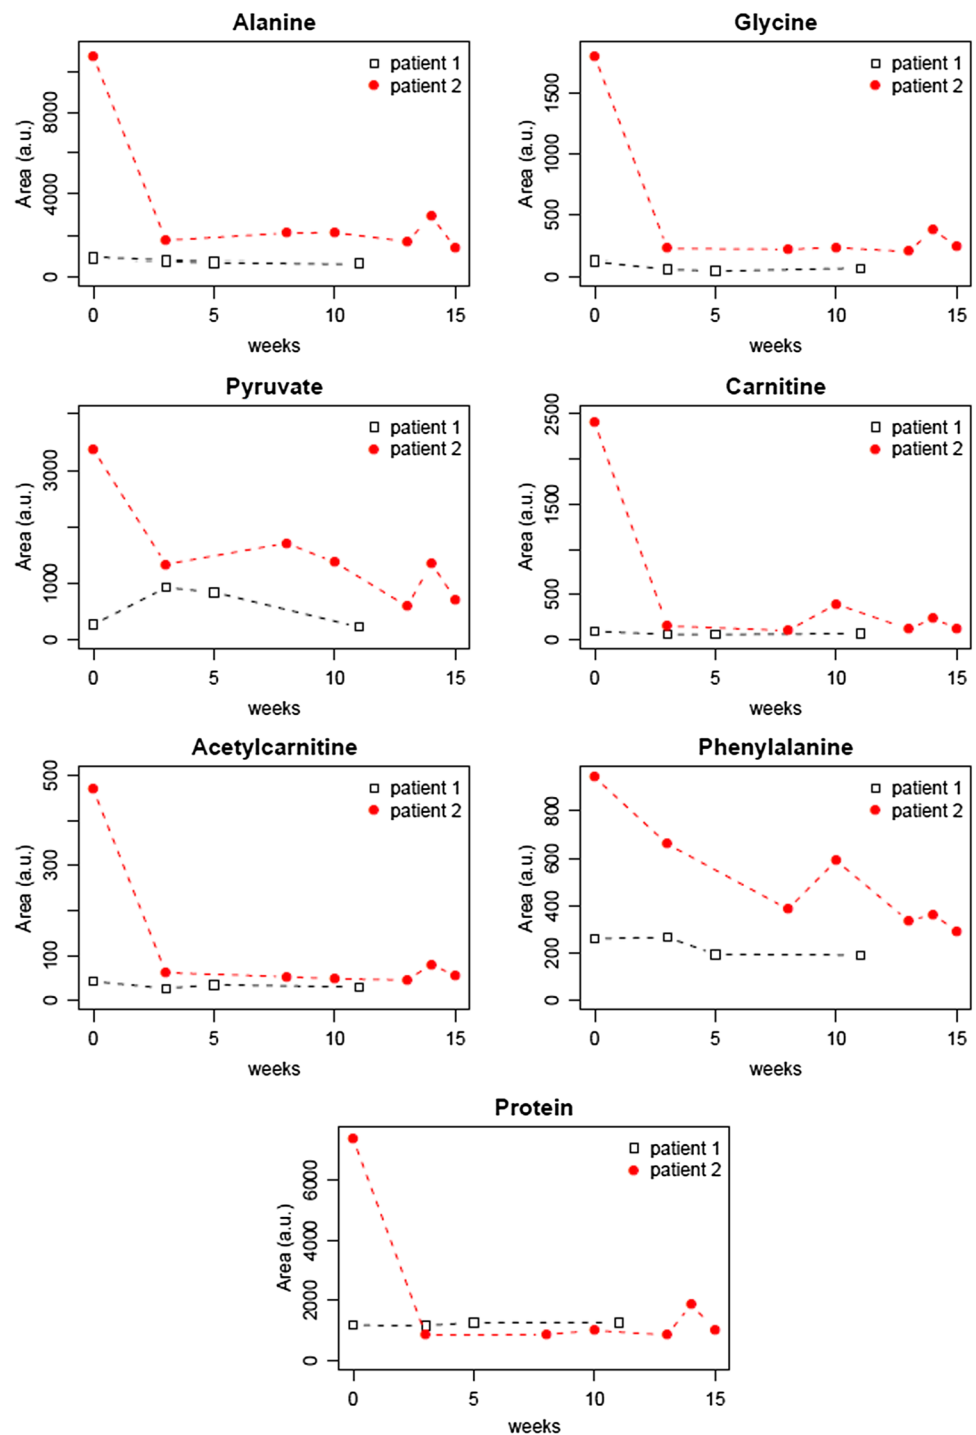 Alanine
Area (a.u.)
0 4000 8000
patient 1
patient 2
0 5 10 15
weeks
Glycine
Area (a.u.)
0 500 1000 1500
patient 1
patient 2
0 5 10 15
weeks
Pyruvate
Area (a.u.)
0 1000 3000
patient 1
patient 2
0 5 10 15
weeks
Carnitine
Area (a.u.)
0 500 1500 2500
patient 1
patient 2
0 5 10 15
weeks
Acetylcarnitine
Area (a.u.)
0 100 300 500
patient 1
patient 2
0 5 10 15
weeks
Phenylalanine
Area (a.u.)
0 200 400 600 800
patient 1
patient 2
0 5 10 15
weeks
Protein
Area (a.u.)
0 2000 4000 6000
patient 1
patient 2
0 5 10 15
weeks